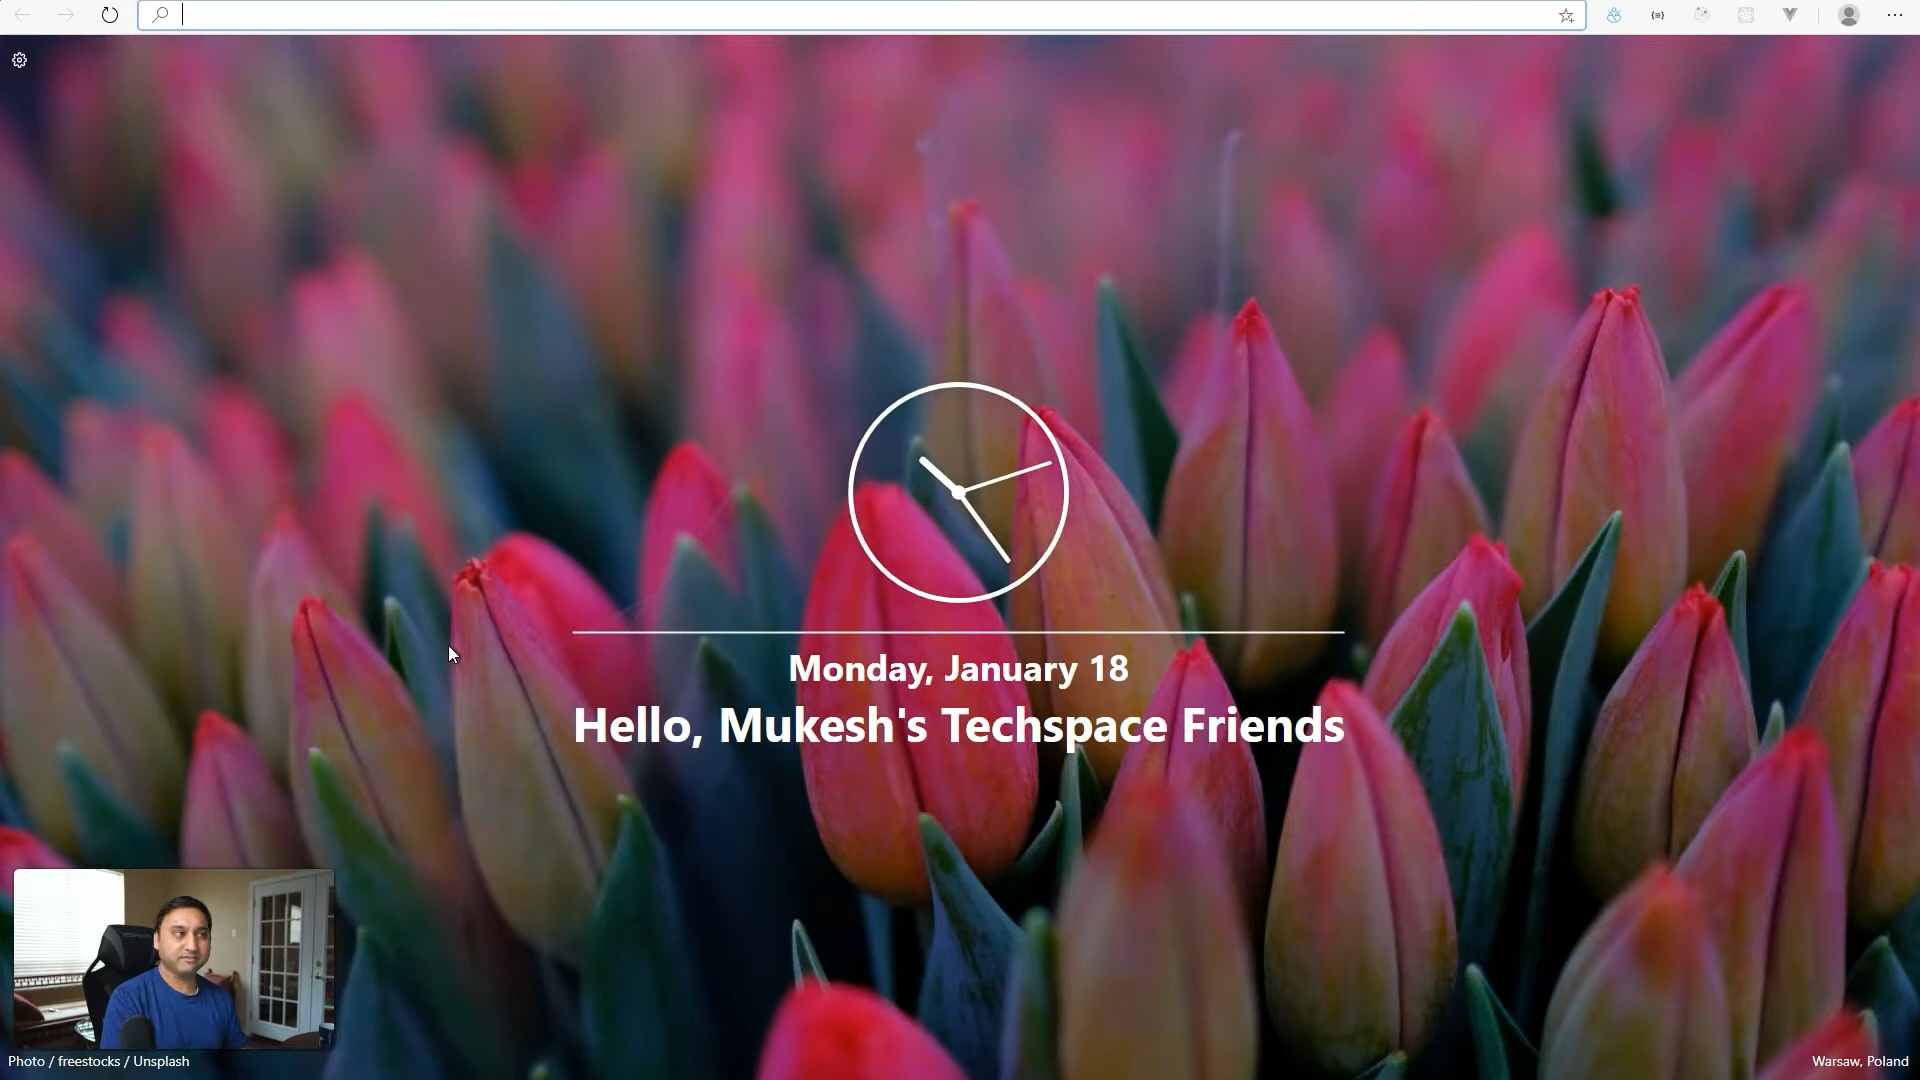 Monday, January 18
Hello, Mukesh's Techspace Friends
Photo / freestocks / Unsplash
Warsaw, Poland